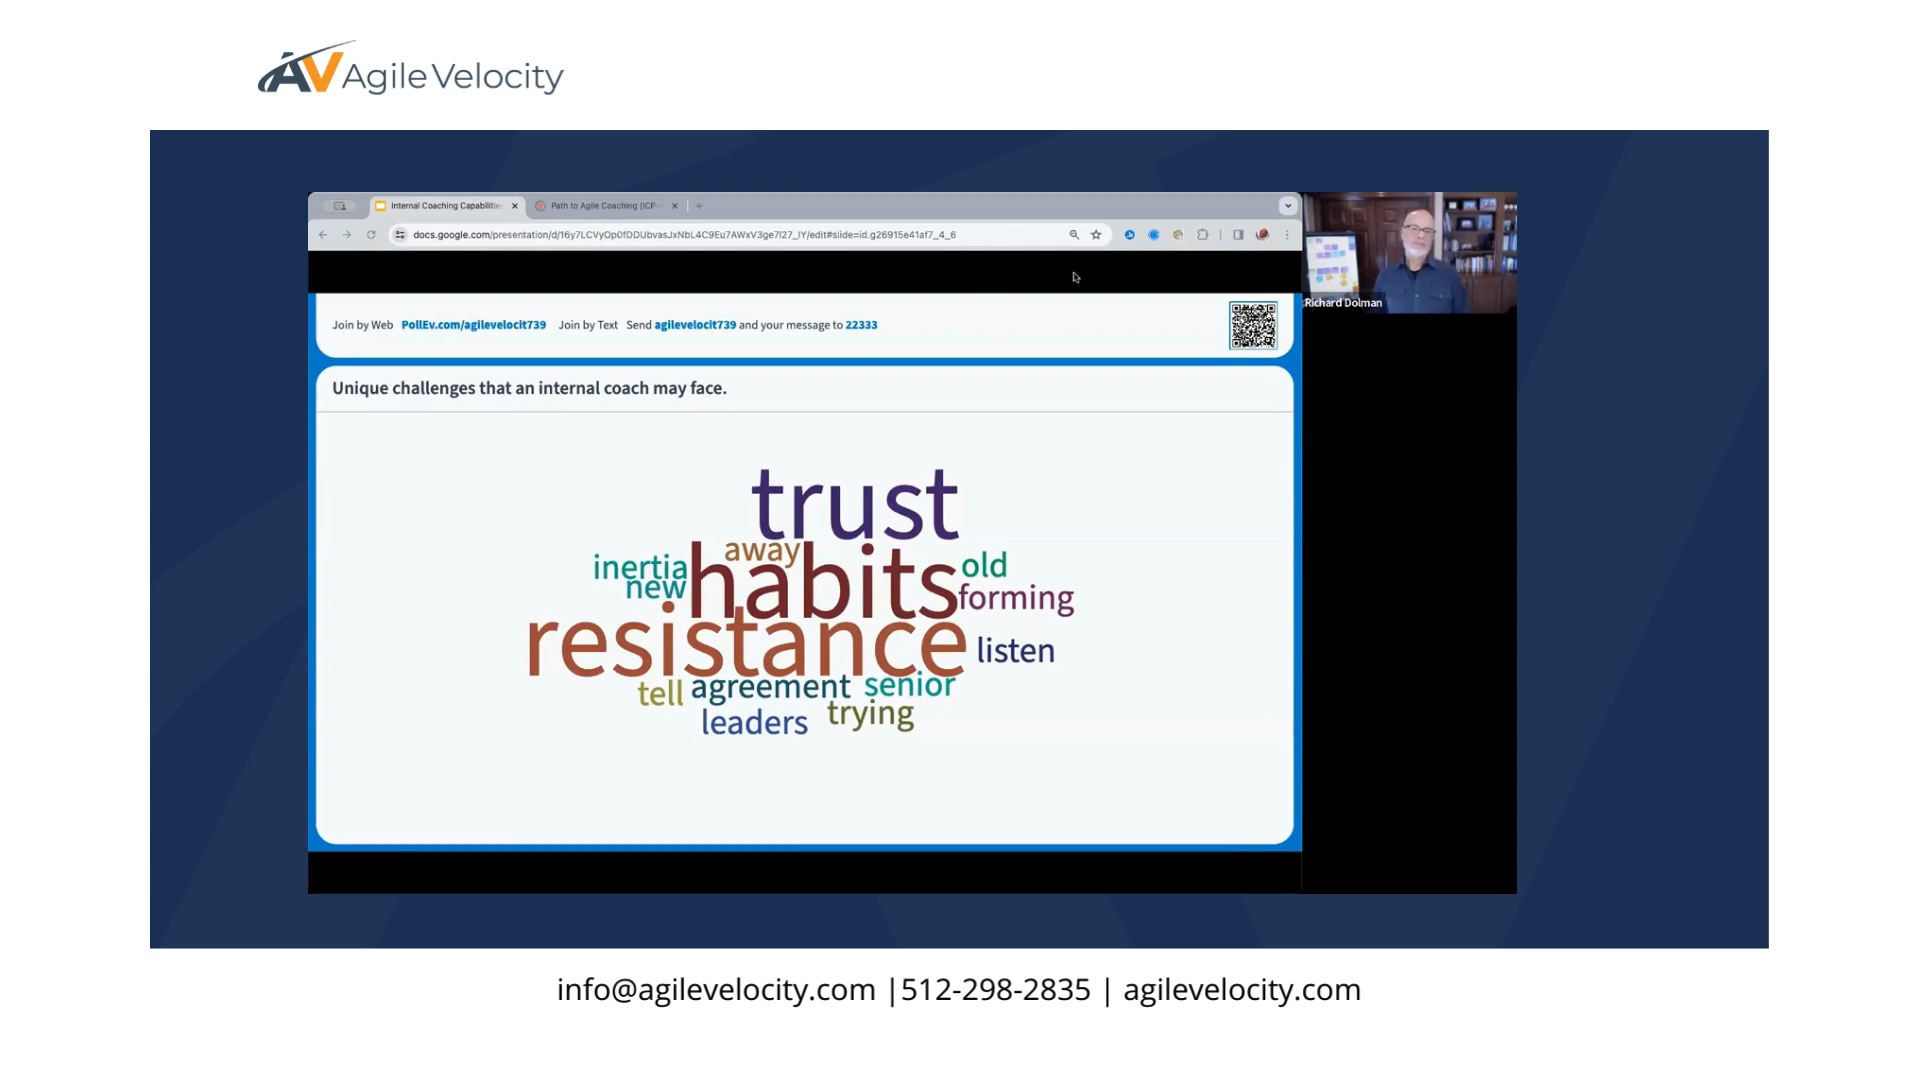 AV Agile Velocity
Internal Coaching Capabilitie
Path to Agile Coaching (ICP-
docs.google.com/presentation/d/16y7LCVyOp0fDDUbvasJxNbL4C9Eu7AWxV3ge7l27_lY/edit#slide=id.g26915e41af7_4_6
Richard Dolman
Join by Web PollEv.com/agilevelocit739 Join by Text Send agilevelocit739 and your message to 22333
Unique challenges that an internal coach may face.
trust
away
inertia
habits
old
new
forming
resistance
listen
tell
agreement
senior
leaders
trying
info@agilevelocity.com |512-298-2835 | agilevelocity.com